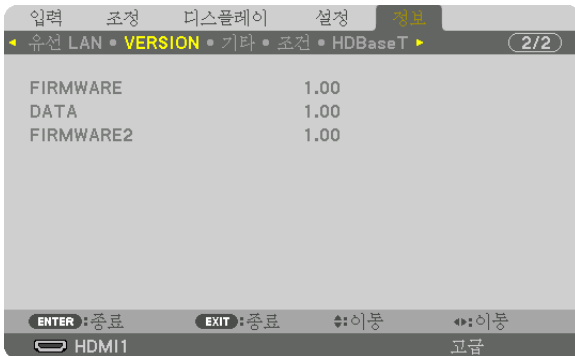 입력 조정 디스플레이 설정 정보
◂ 유선 LAN • VERSION • 기타 • 조건 • HDBaseT ▸ 2/2
FIRMWARE 1.00
DATA 1.00
FIRMWARE2 1.00
ENTER :종료 EXIT :종료 :이동 :이동
HDMI1 고급